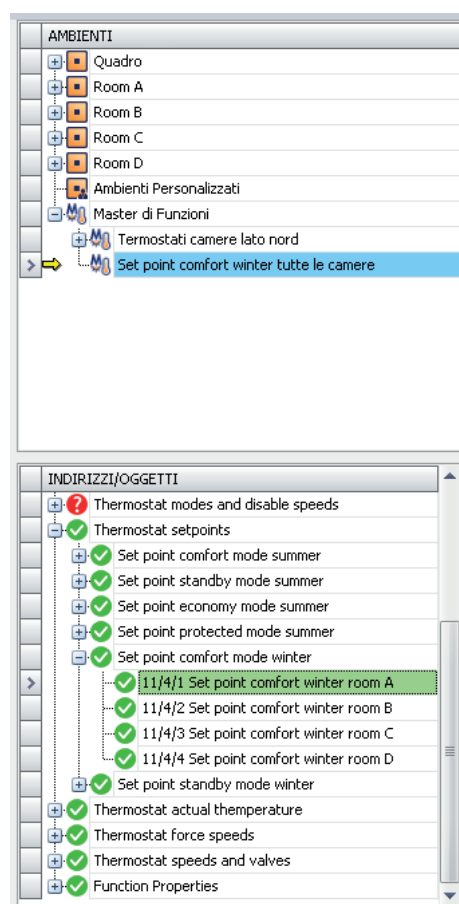 AMBIENTI
Quadro
Room A
Room B
Room C
Room D
Ambienti Personalizzati
Master di Funzioni
Termostati camere lato nord
Set point comfort winter tutte le camere
INDIRIZZI/OGGETTI
Thermostat modes and disable speeds
Thermostat setpoints
Set point comfort mode summer
Set point standby mode summer
Set point economy mode summer
Set point protected mode summer
Set point comfort mode winter
11/4/1 Set point comfort winter room A
11/4/2 Set point comfort winter room B
11/4/3 Set point comfort winter room C
11/4/4 Set point comfort winter room D
Set point standby mode winter
Thermostat actual themperature
Thermostat force speeds
Thermostat speeds and valves
Function Properties